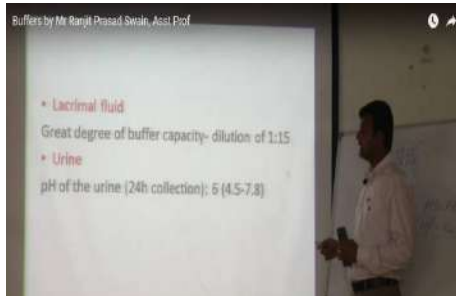 Buffers by Mr Ranjit Prasad Swain, Asst Prof
• Lacrimal fluid
Great degree of buffer capacity- dilution of 1:15
• Urine
pH of the urine (24h collection): 6 (4.5-7.8)